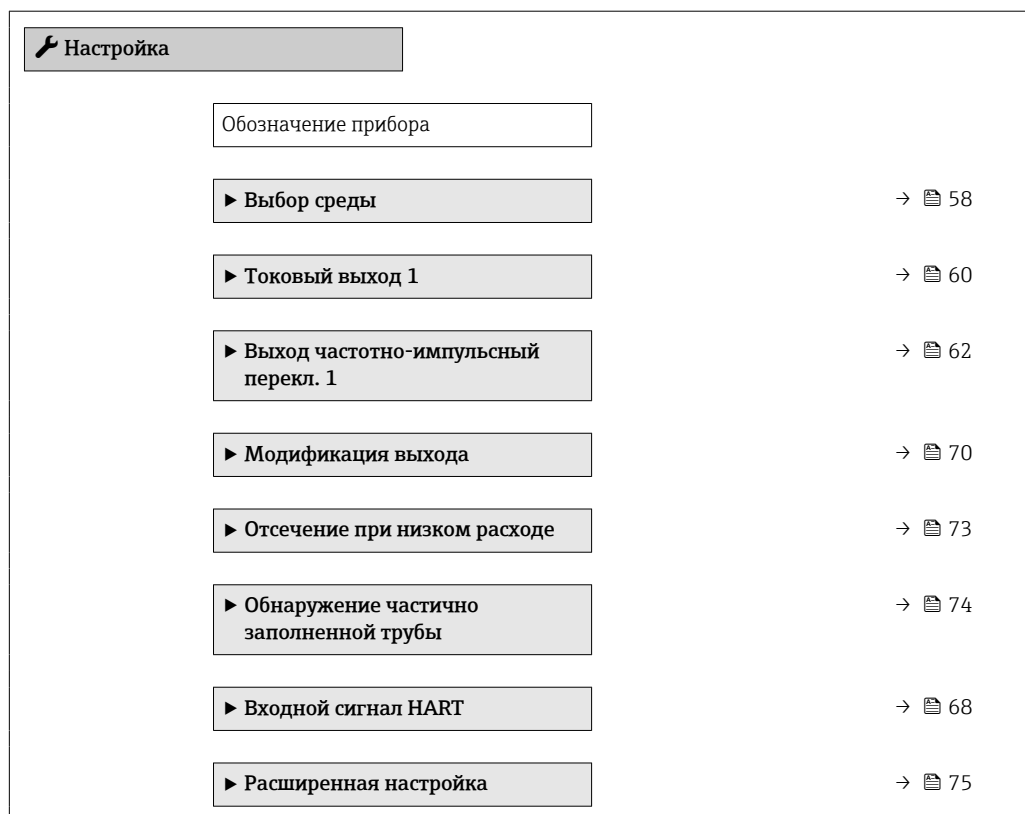 Настройка
Обозначение прибора
▶ Выбор среды → 58
▶ Токовый выход 1 → 60
▶ Выход частотно-импульсный → 62
перекл. 1
▶ Модификация выхода → 70
▶ Отсечение при низком расходе → 73
▶ Обнаружение частично → 74
заполненной трубы
▶ Входной сигнал HART → 68
▶ Расширенная настройка → 75